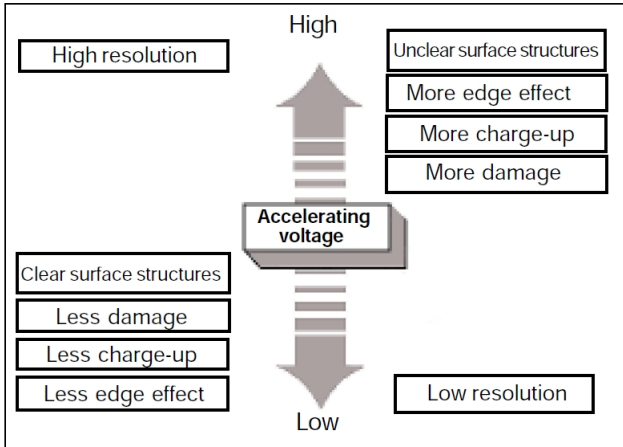 High
High resolution
Unclear surface structures
More edge effect
More charge-up
More damage
Accelerating
voltage
Clear surface structures
Less damage
Less charge-up
Less edge effect
Low resolution
Low